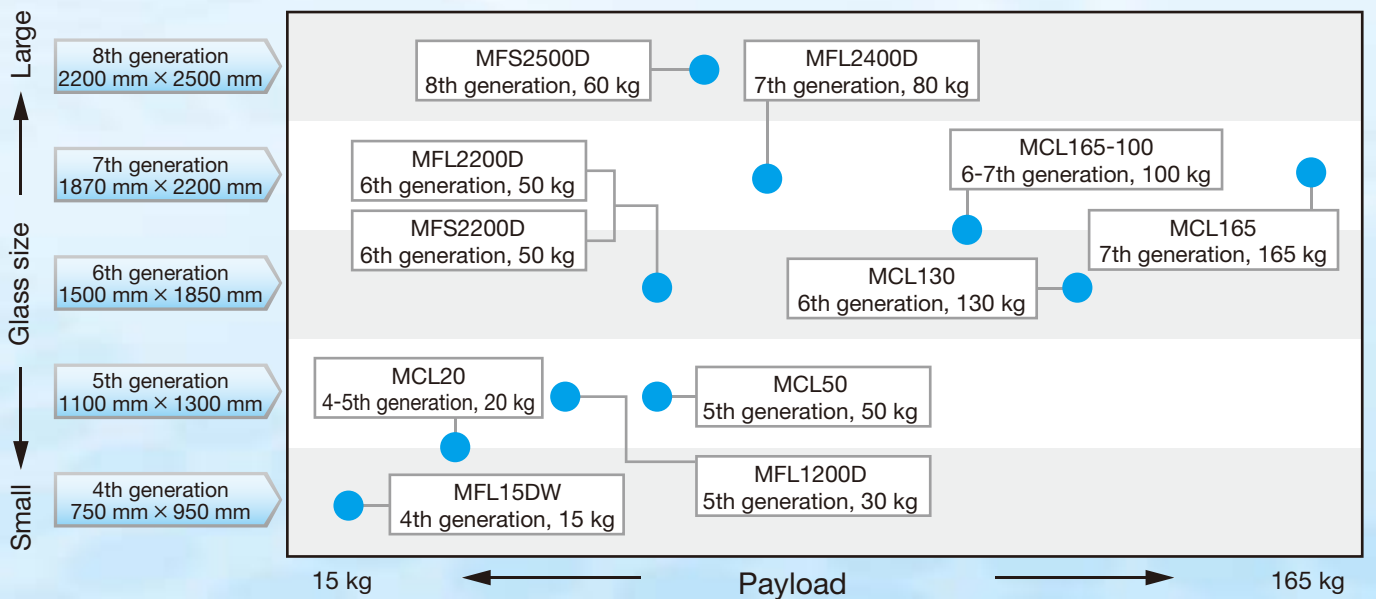 Large
Glass size
Small
8th generation
2200 mm × 2500 mm
7th generation
1870 mm × 2200 mm
6th generation
1500 mm × 1850 mm
5th generation
1100 mm × 1300 mm
4th generation
750 mm × 950 mm
MFS2500D
8th generation, 60 kg
MFL2400D
7th generation, 80 kg
MFL2200D
6th generation, 50 kg
MFS2200D
6th generation, 50 kg
MCL165-100
6-7th generation, 100 kg
MCL165
7th generation, 165 kg
MCL130
6th generation, 130 kg
MCL20
4-5th generation, 20 kg
MCL50
5th generation, 50 kg
MFL1200D
5th generation, 30 kg
MFL15DW
4th generation, 15 kg
15 kg
Payload
165 kg